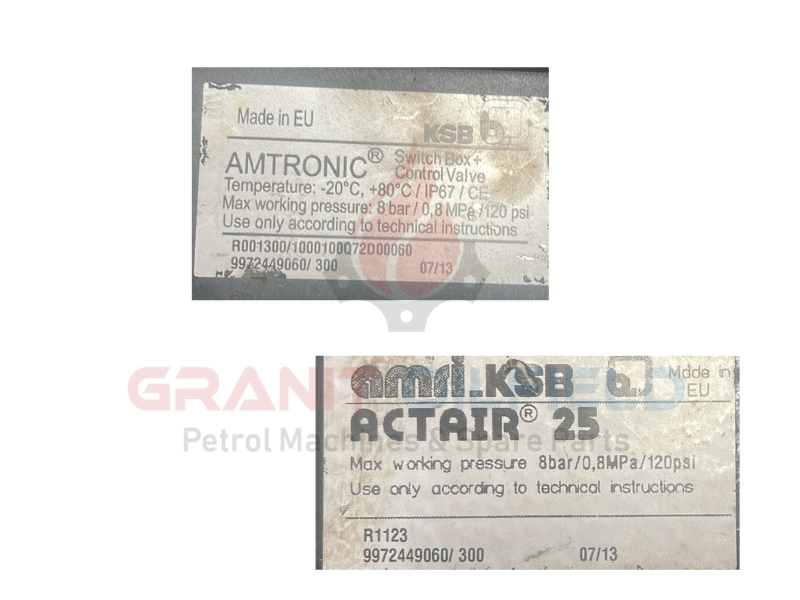 Made in EU
KSB b
AMTRONIC® Switch Box +
Control Valve
Temperature: -20°C, +80°C / IP67 / CE
Max working pressure: 8 bar / 0,8 MPa /120 psi
Use only according to technical instructions
R001300/1000100Q72D00060
9972449060/ 300 07/13
GRANIT OILFIELD
Petrol Machines & Spare Parts
amri KSB b Made in
EU
ACTAIR® 25
Max working pressure 8bar/0,8MPa/120psi
Use only according to technical instructions
R1123
9972449060/ 300 07/13